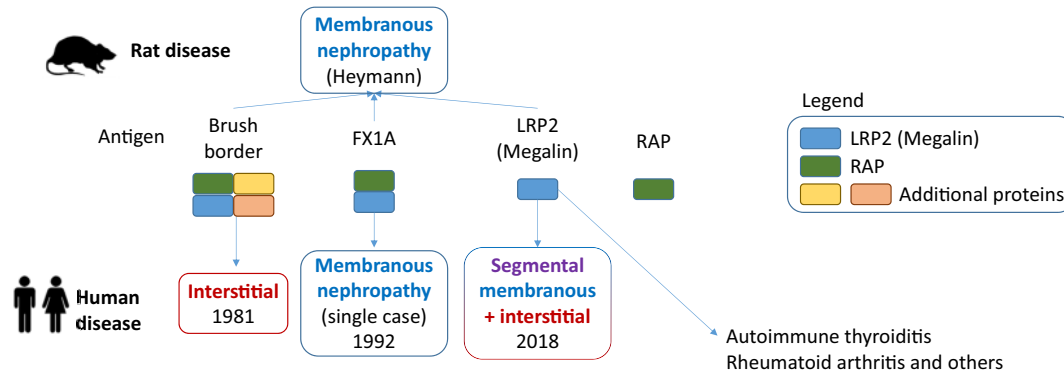 Rat disease
Membranous
nephropathy
(Heymann)
Antigen
Brush
border
FX1A
LRP2
(Megalin)
RAP
Legend
LRP2 (Megalin)
RAP
Additional proteins
Human
disease
Interstitial
1981
Membranous
nephropathy
(single case)
1992
Segmental
membranous
+ interstitial
2018
Autoimmune thyroiditis
Rheumatoid arthritis and others